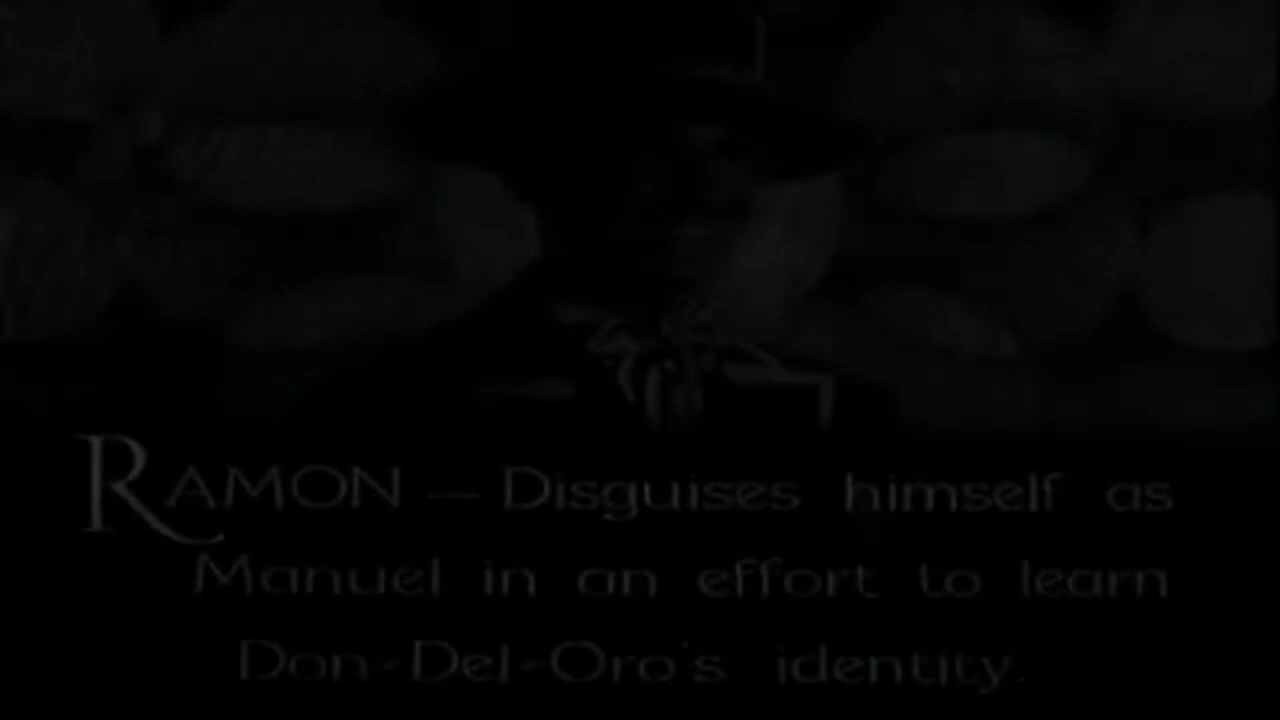 RAMON — Disguises himself as
Manuel in an effort to learn
Don-Del-Oro's identity.